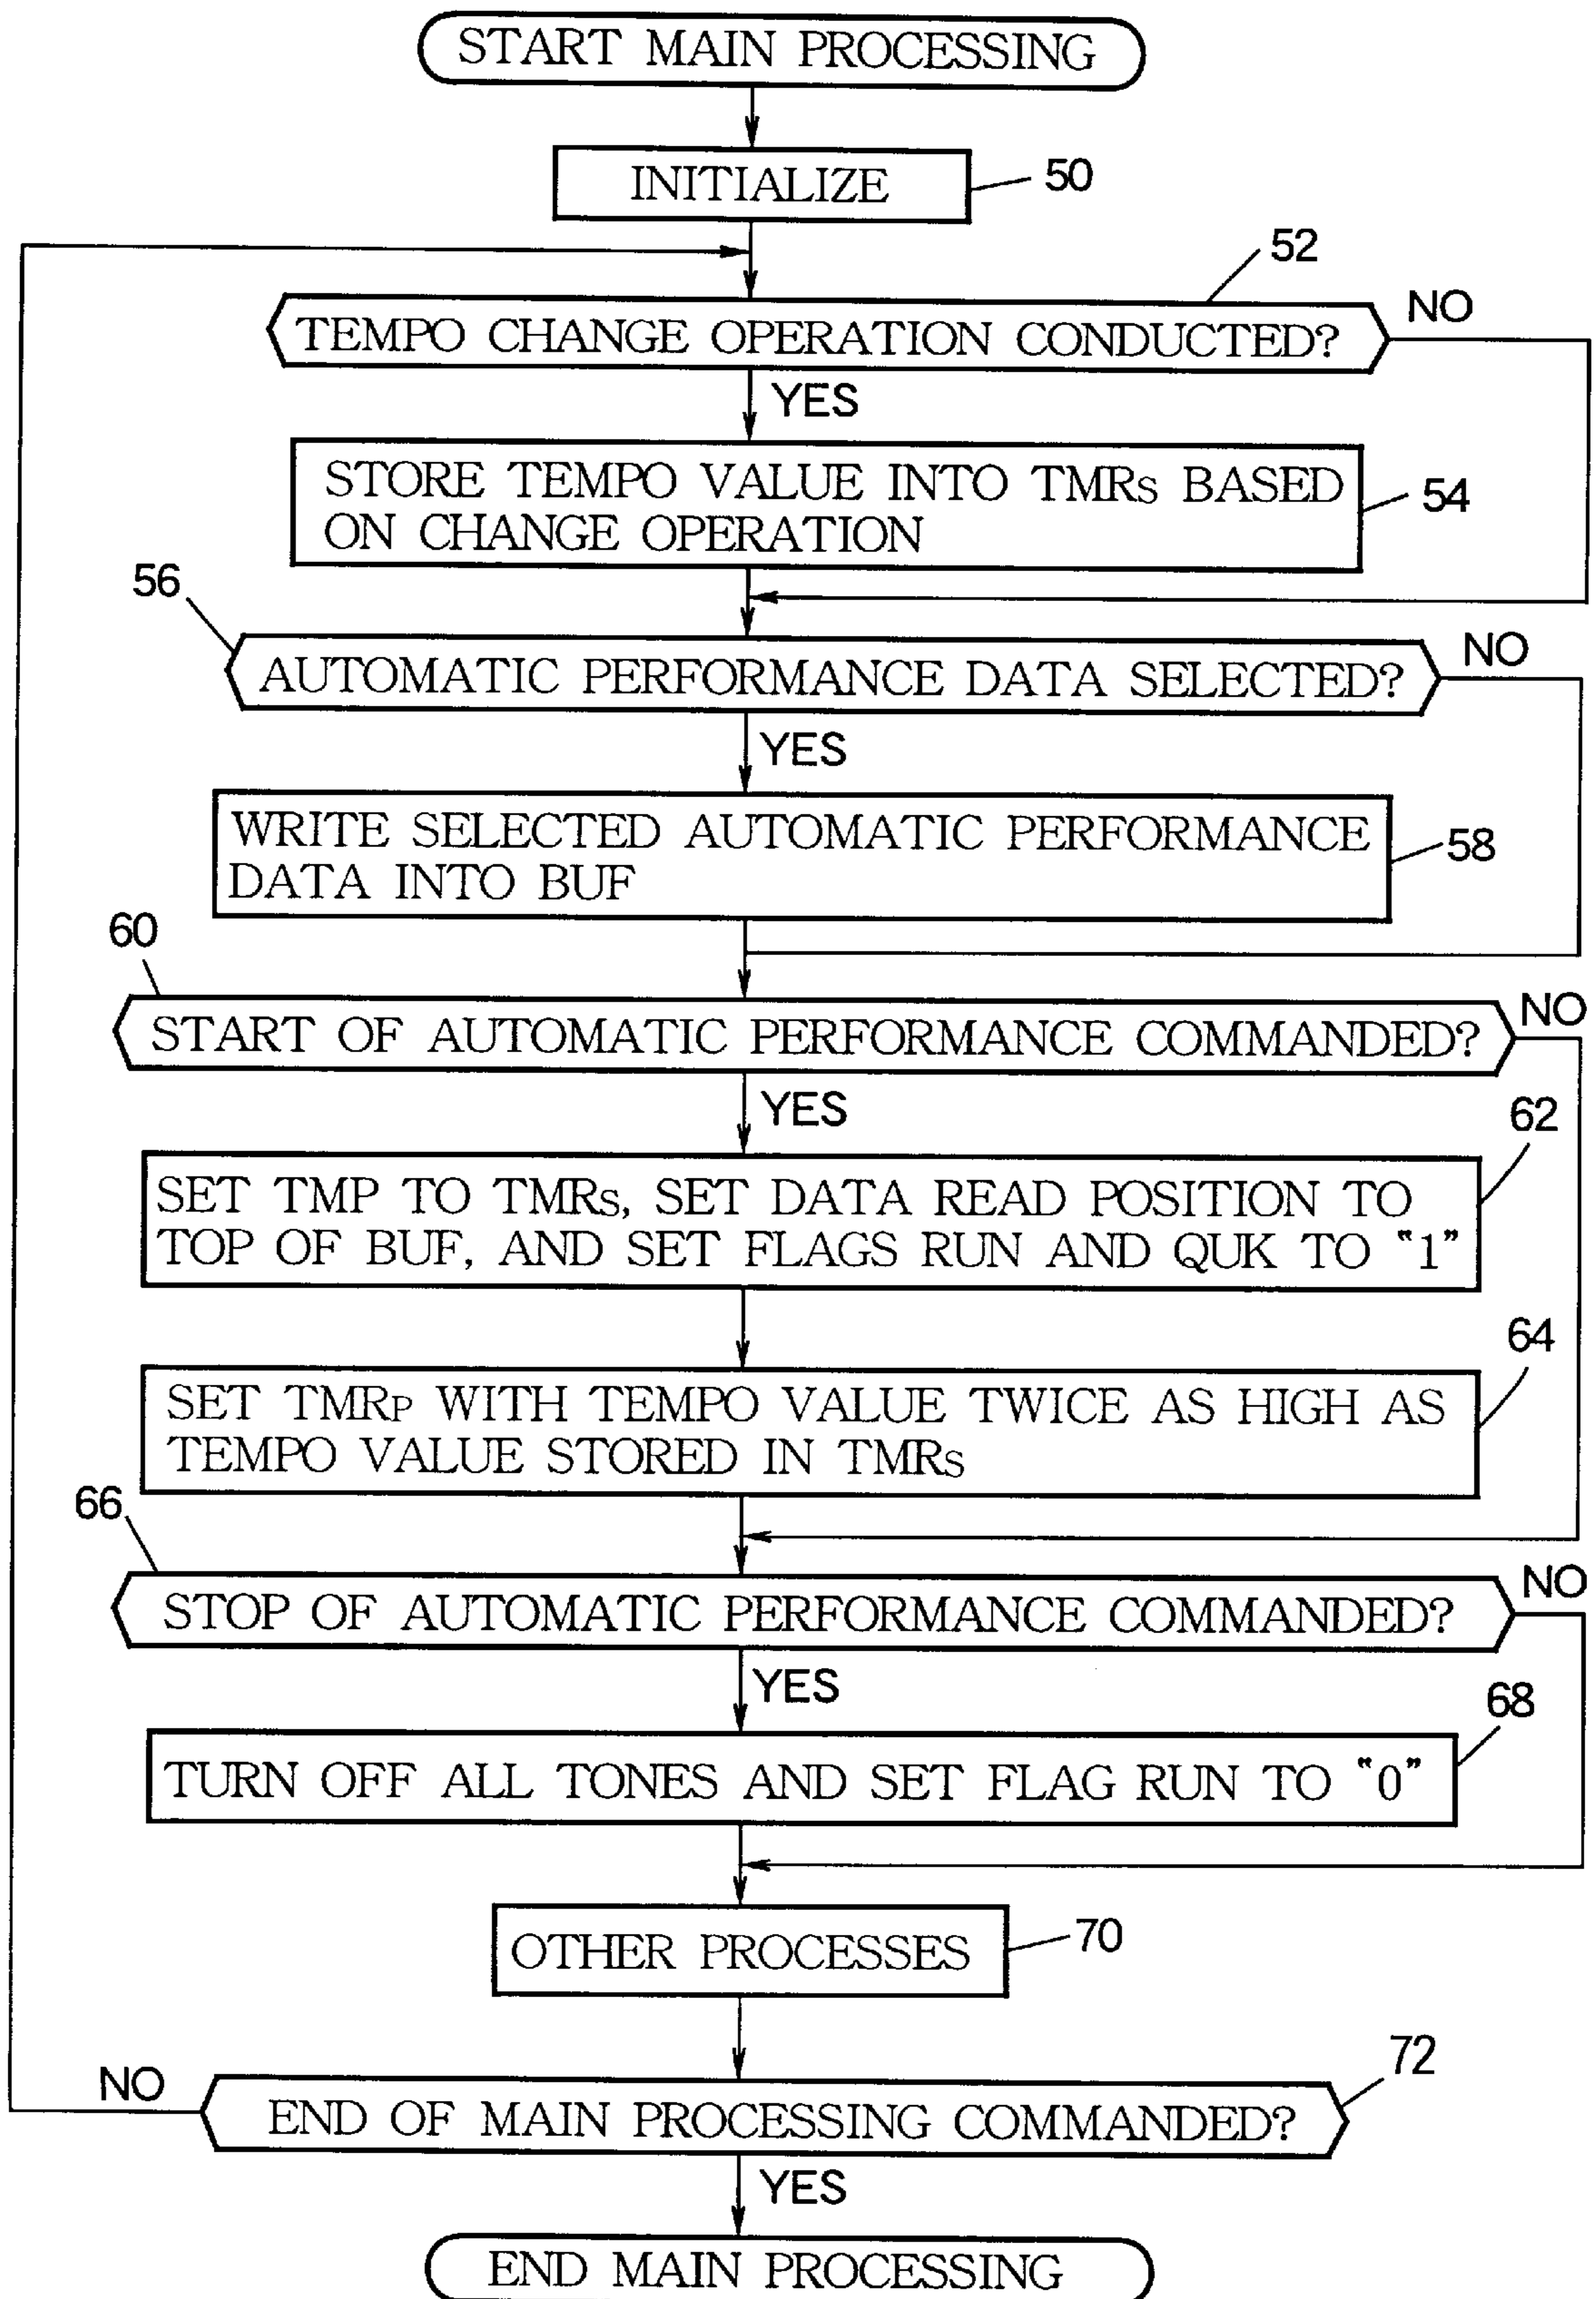 START MAIN PROCESSING
INITIALIZE
50
52
TEMPO CHANGE OPERATION CONDUCTED?
NO
YES
STORE TEMPO VALUE INTO TMRS BASED
ON CHANGE OPERATION
54
56
AUTOMATIC PERFORMANCE DATA SELECTED?
NO
YES
WRITE SELECTED AUTOMATIC PERFORMANCE
DATA INTO BUF
58
60
START OF AUTOMATIC PERFORMANCE COMMANDED?
NO
YES
62
SET TMP TO TMRS, SET DATA READ POSITION TO
TOP OF BUF, AND SET FLAGS RUN AND QUK TO "1"
64
SET TMRP WITH TEMPO VALUE TWICE AS HIGH AS
TEMPO VALUE STORED IN TMRS
66
STOP OF AUTOMATIC PERFORMANCE COMMANDED?
NO
YES
68
TURN OFF ALL TONES AND SET FLAG RUN TO "0"
OTHER PROCESSES
70
72
NO
END OF MAIN PROCESSING COMMANDED?
YES
END MAIN PROCESSING